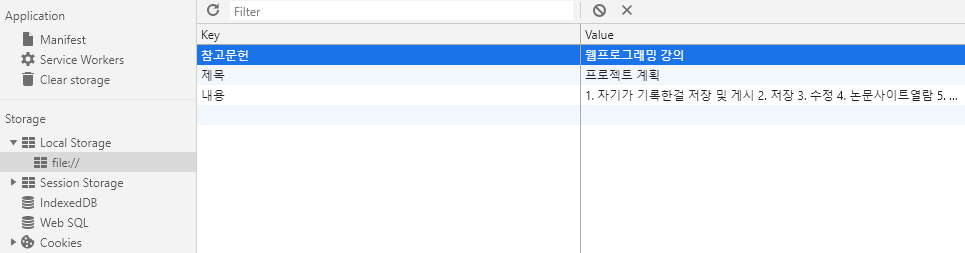 Application
Manifest
Service Workers
Clear storage
Storage
Local Storage
file://
Session Storage
IndexedDB
Web SQL
Cookies
Filter
Key Value
참고문헌 웹프로그래밍 강의
제목 프로젝트 계획
내용 1. 자기가 기록한걸 저장 및 게시 2. 저장 3. 수정 4. 논문사이트열람 5. ...